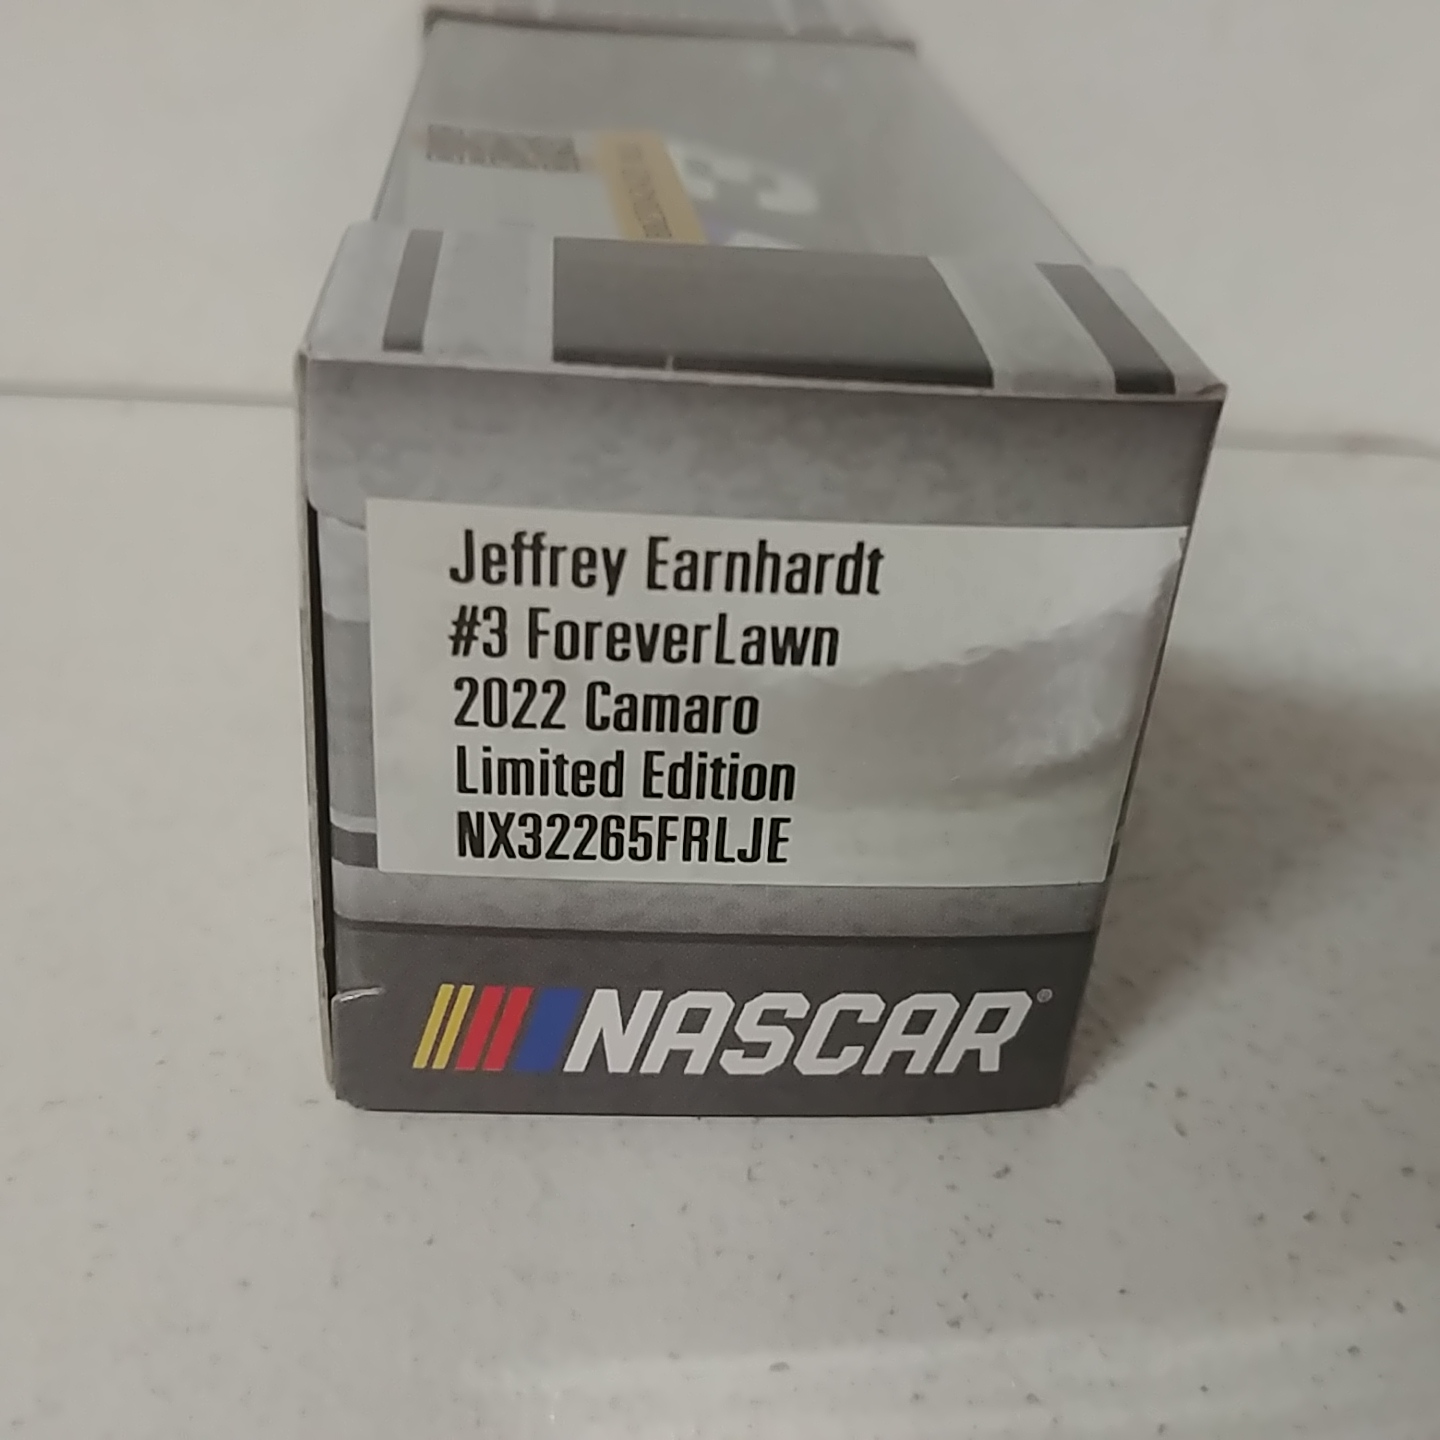 Jeffrey Earnhardt
#3 ForeverLawn
2022 Camaro
Limited Edition
NX32265FRLJE
NASCAR®